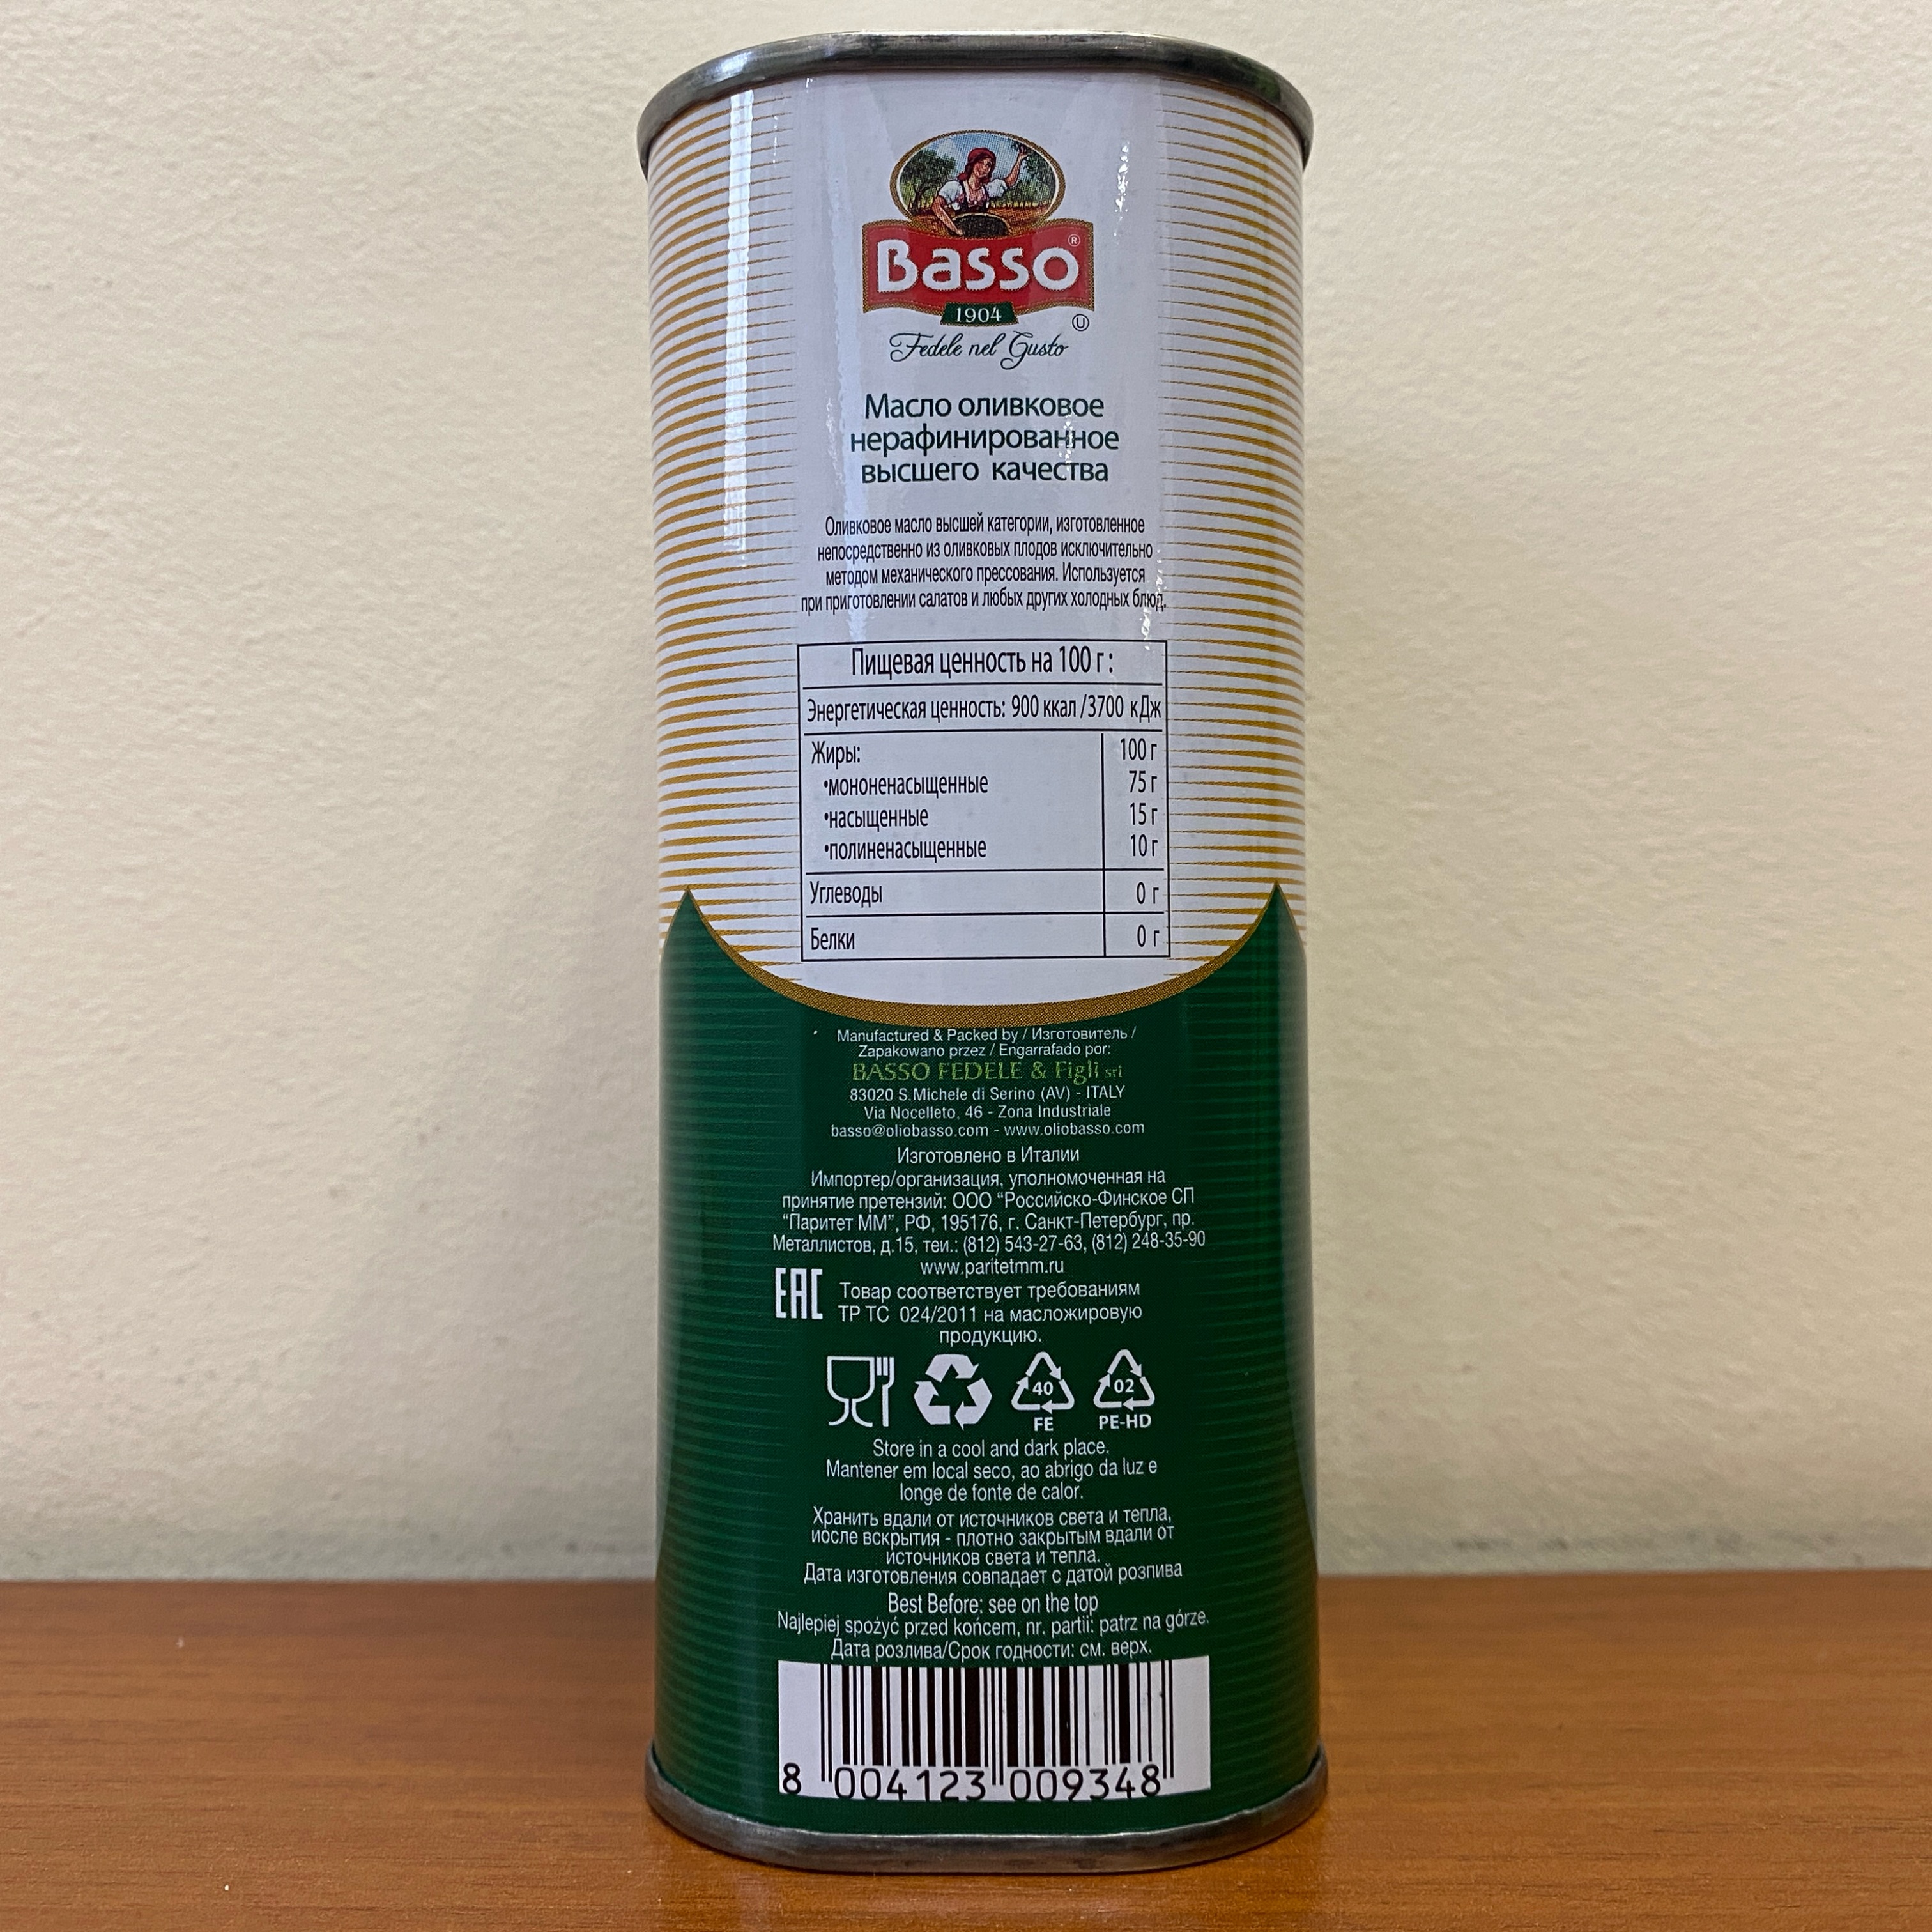 Basso ®
1904
U
Fedele nel Gusto
Масло оливковое
нерафинированное
высшего качества
Оливковое масло высшей категории, изготовленное
непосредственно из оливковых плодов исключительно
методом механического прессования. Используется
при приготовлении салатов и любых других холодных блюд.
Пищевая ценность на 100 г :
Энергетическая ценность: 900 ккал /3700 кДж
Жиры: 100 г
•мононенасыщенные 75 г
•насыщенные 15 г
•полиненасыщенные 10 г
Углеводы 0 г
Белки 0 г
Manufactured & Packed by / Изготовитель /
Zapakowano przez / Engarrafado por:
BASSO FEDELE & Figli srl
83020 S.Michele di Serino (AV) - ITALY
Via Nocelleto, 46 - Zona Industriale
basso@oliobasso.com - www.oliobasso.com
Изготовлено в Италии
Импортер/организация, уполномоченная на
принятие претензий: ООО “Российско-Финское СП
“Паритет ММ”, РФ, 195176, г. Санкт-Петербург, пр.
Металлистов, д.15, теи.: (812) 543-27-63, (812) 248-35-90
www.paritetmm.ru
EAC Товар соответствует требованиям
ТР ТС 024/2011 на масложировую
продукцию.
40 02
FE PE-HD
Store in a cool and dark place.
Mantener em local seco, ao abrigo da luz e
longe de fonte de calor.
Хранить вдали от источников света и тепла,
иосле вскрытия - плотно закрытым вдали от
источников света и тепла.
Дата изготовления совпадает с датой розпива
Best Before: see on the top
Najlepiej spożyć przed końcem, nr. partii: patrz na górze.
Дата розлива/Срок годности: см. верх.
8 004123 009348